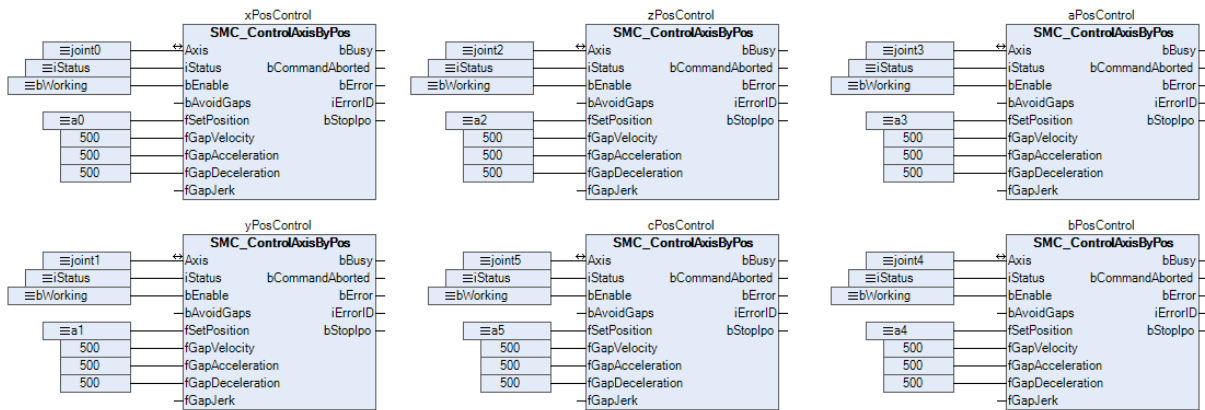 xPosControl
SMC_ControlAxisByPos
joint0 Axis bBusy
iStatus iStatus bCommandAborted
bWorking bEnable bError
bAvoidGaps iErrorID
a0 fSetPosition bStopIpo
500 fGapVelocity
500 fGapAcceleration
500 fGapDeceleration
fGapJerk
zPosControl
SMC_ControlAxisByPos
joint2 Axis bBusy
iStatus iStatus bCommandAborted
bWorking bEnable bError
bAvoidGaps iErrorID
a2 fSetPosition bStopIpo
500 fGapVelocity
500 fGapAcceleration
500 fGapDeceleration
fGapJerk
aPosControl
SMC_ControlAxisByPos
joint3 Axis bBusy
iStatus iStatus bCommandAborted
bWorking bEnable bError
bAvoidGaps iErrorID
a3 fSetPosition bStopIpo
500 fGapVelocity
500 fGapAcceleration
500 fGapDeceleration
fGapJerk
yPosControl
SMC_ControlAxisByPos
joint1 Axis bBusy
iStatus iStatus bCommandAborted
bWorking bEnable bError
bAvoidGaps iErrorID
a1 fSetPosition bStopIpo
500 fGapVelocity
500 fGapAcceleration
500 fGapDeceleration
fGapJerk
cPosControl
SMC_ControlAxisByPos
joint5 Axis bBusy
iStatus iStatus bCommandAborted
bWorking bEnable bError
bAvoidGaps iErrorID
a5 fSetPosition bStopIpo
500 fGapVelocity
500 fGapAcceleration
500 fGapDeceleration
fGapJerk
bPosControl
SMC_ControlAxisByPos
joint4 Axis bBusy
iStatus iStatus bCommandAborted
bWorking bEnable bError
bAvoidGaps iErrorID
a4 fSetPosition bStopIpo
500 fGapVelocity
500 fGapAcceleration
500 fGapDeceleration
fGapJerk